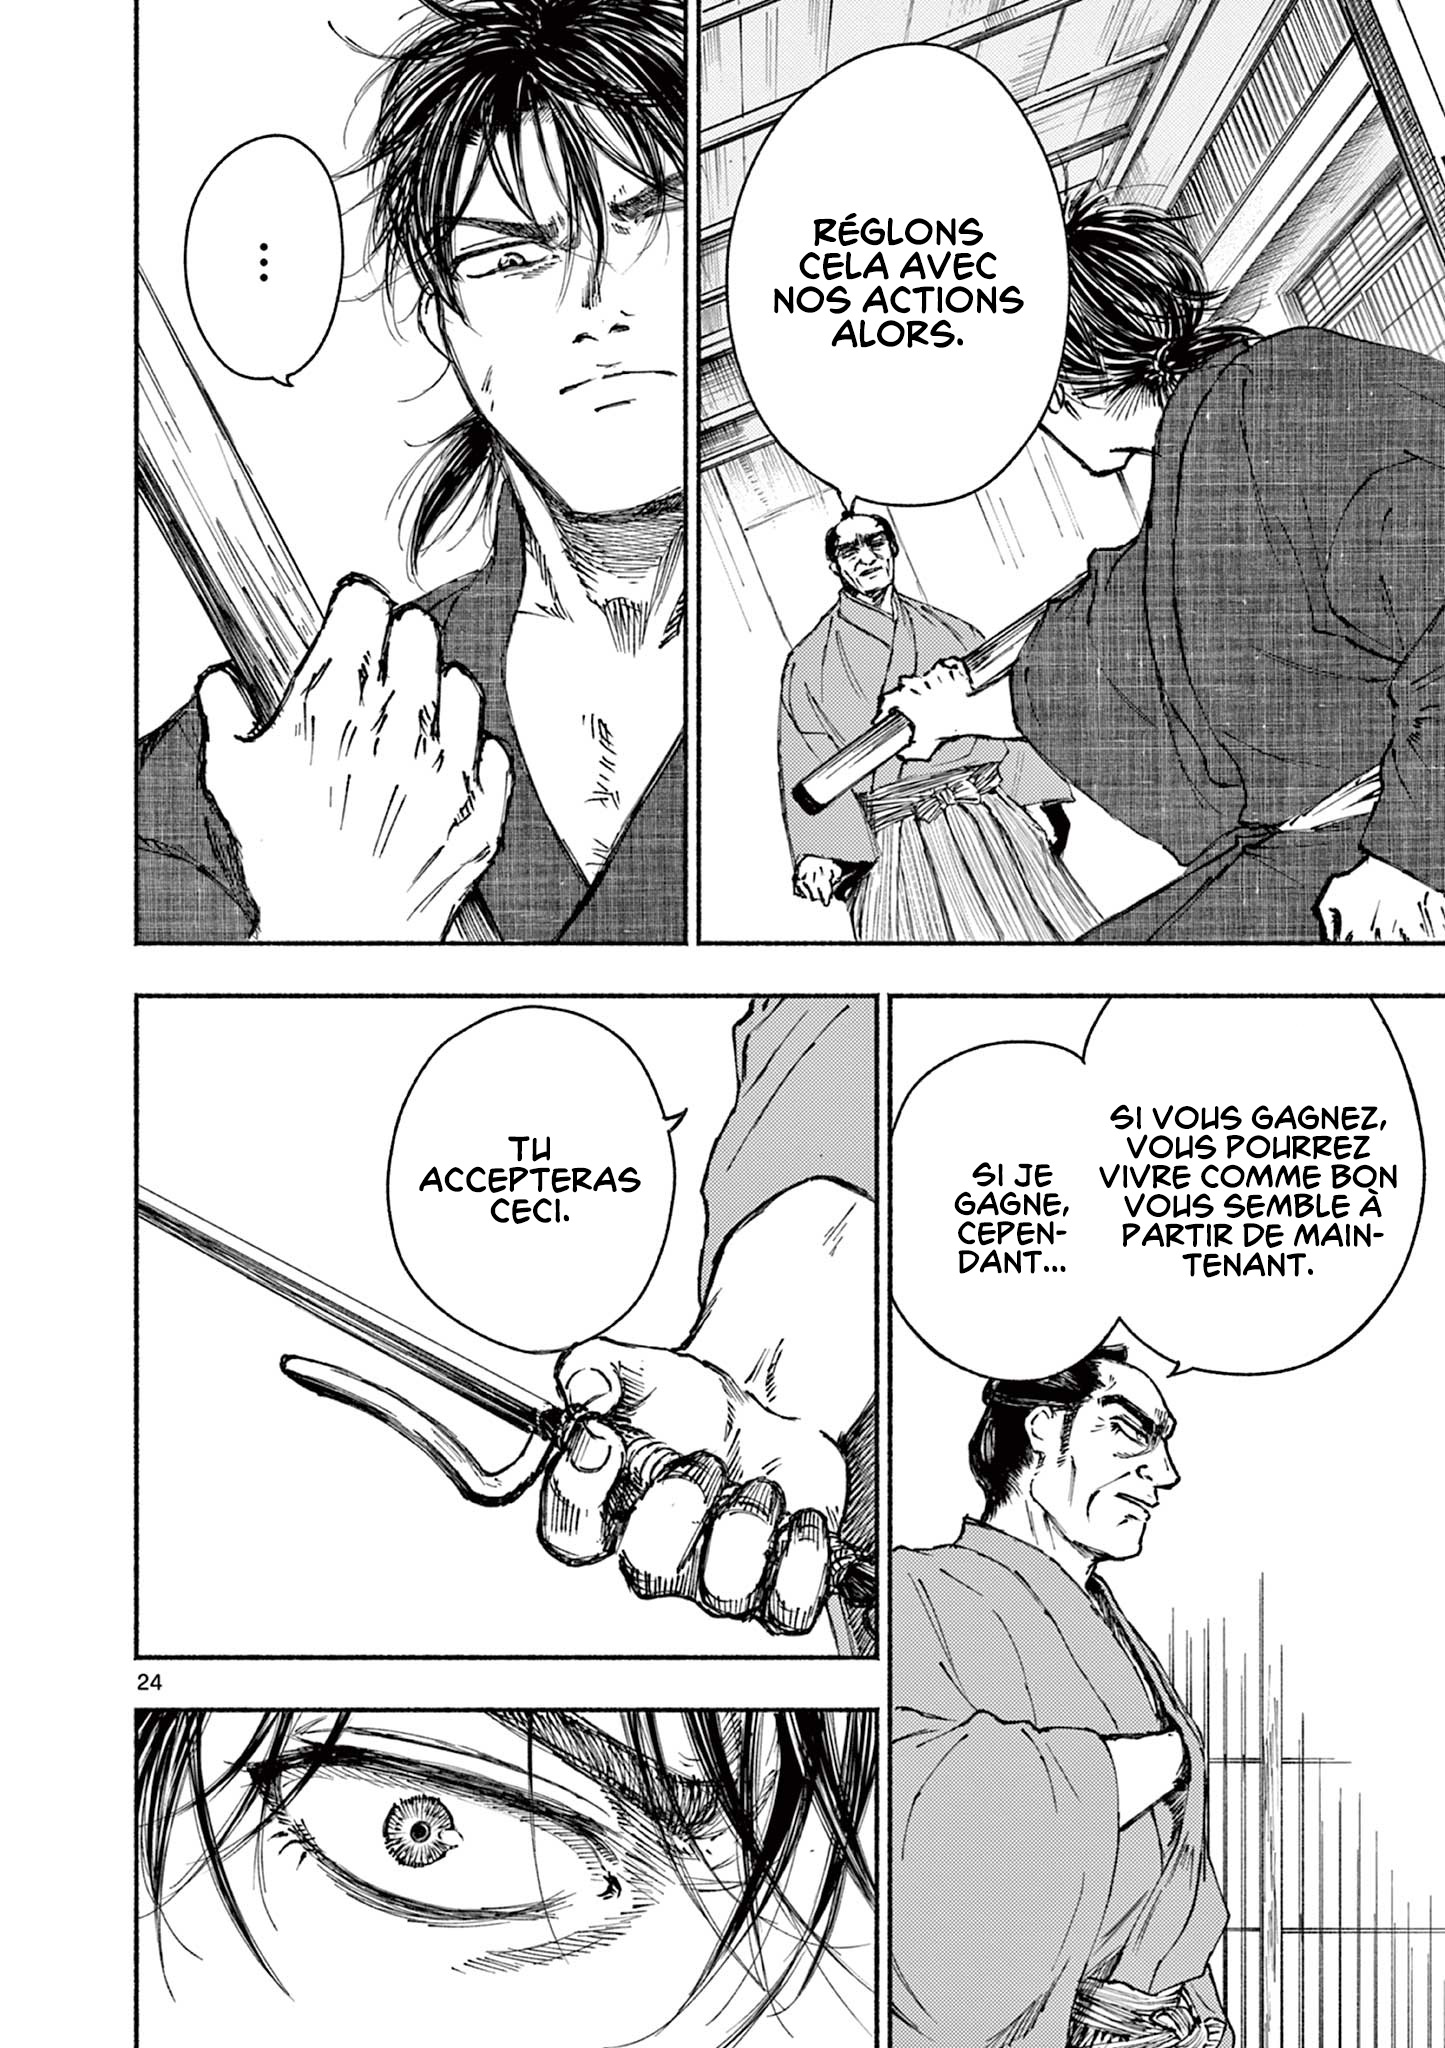 RÉGLONS
CELA AVEC
NOS ACTIONS
ALORS.
...
SI VOUS GAGNEZ,
VOUS POURREZ
VIVRE COMME BON
VOUS SEMBLE À
PARTIR DE MAIN-
TENANT.
SI JE
GAGNE,
CEPEN-
DANT...
TU
ACCEPTERAS
CECI.
24